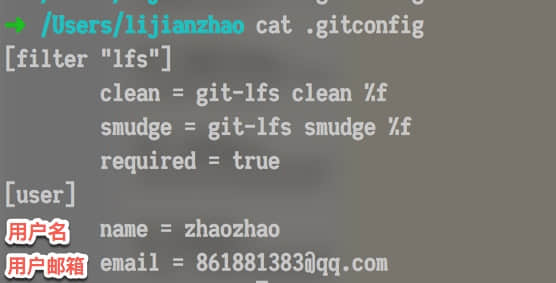 → /Users/lijianzhao cat .gitconfig
[filter "lfs"]
clean = git-lfs clean %f
smudge = git-lfs smudge %f
required = true
[user]
用户名 name = zhaozhao
用户邮箱 email = 861881383@qq.com